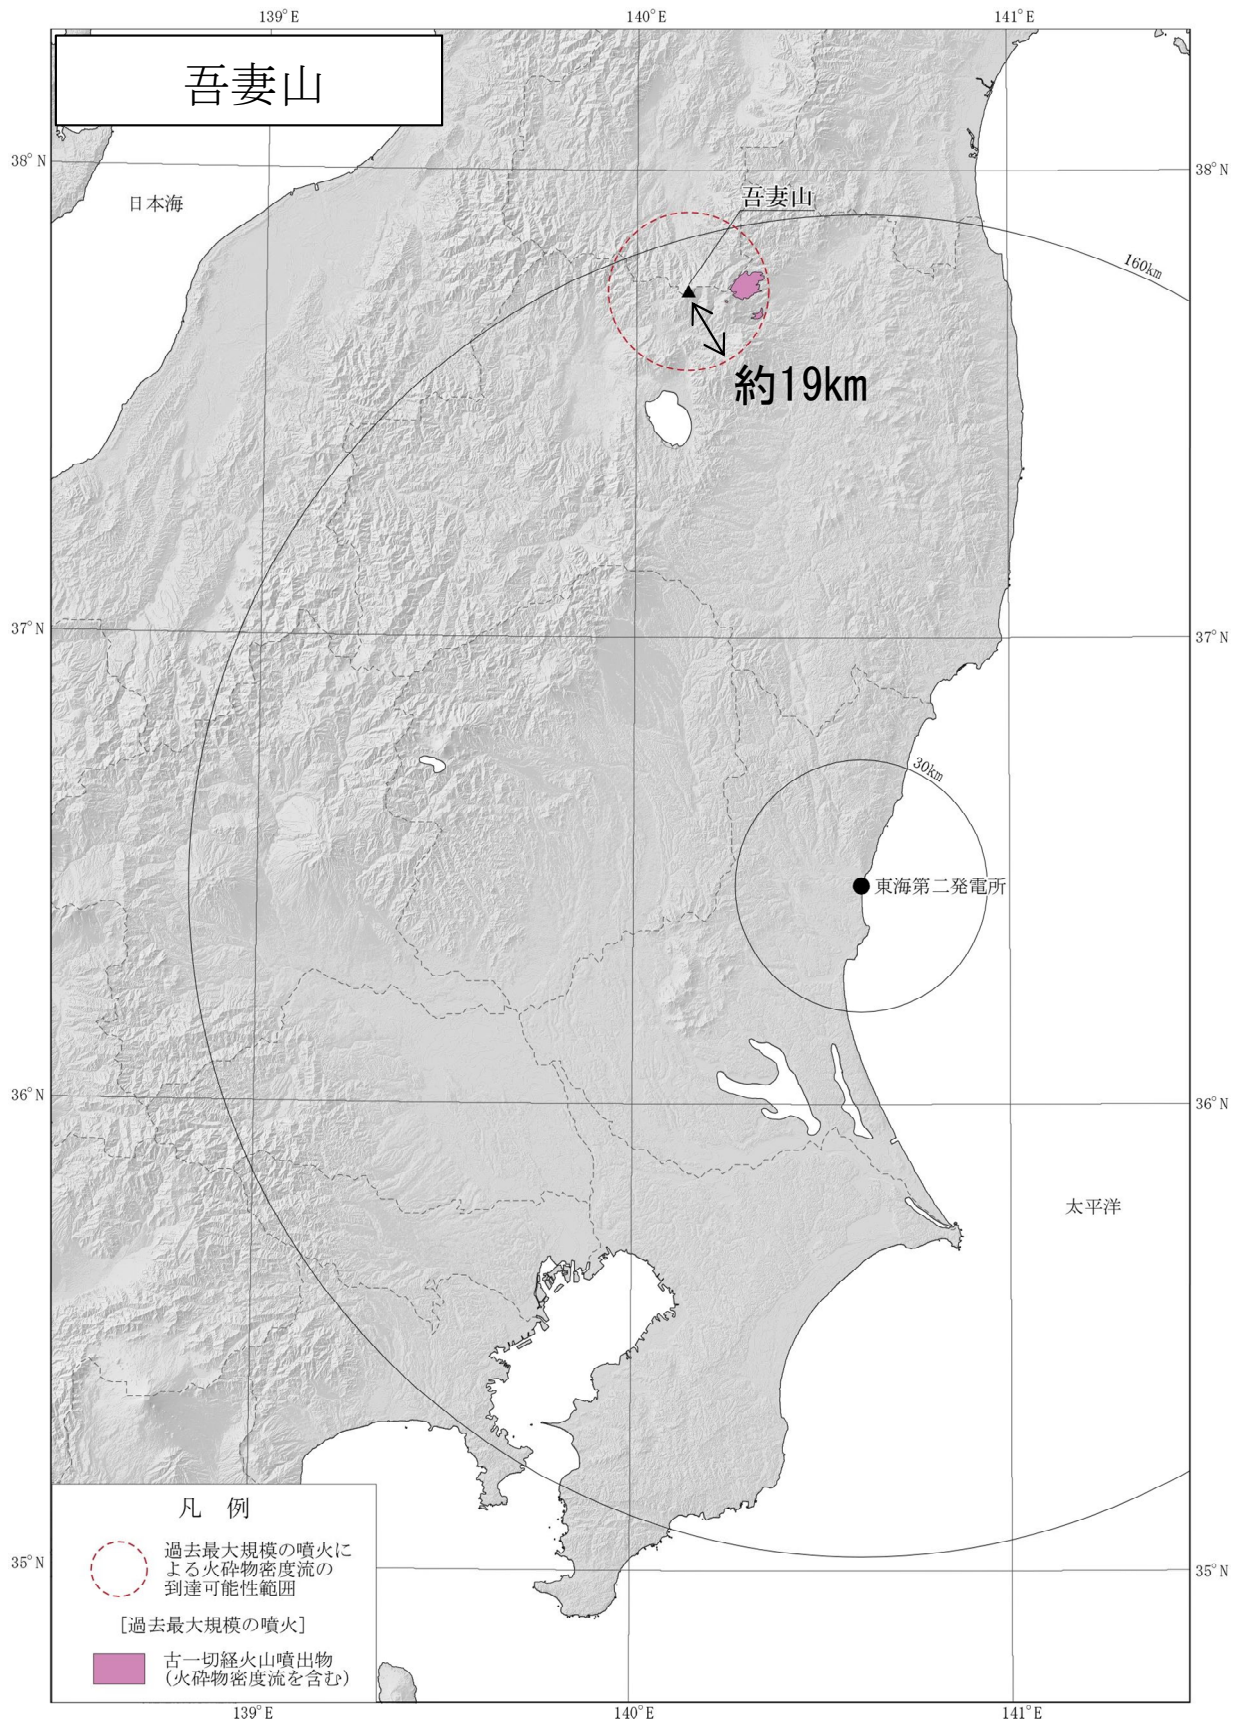 139°E
140°E
141°E
吾妻山
38°N
38°N
日本海
吾妻山
160km
約19km
37°N
37°N
30km
東海第二発電所
36°N
36°N
太平洋
凡 例
過去最大規模の噴火に
よる火砕物密度流の
到達可能性範囲
[過去最大規模の噴火]
古一切経火山噴出物
(火砕物密度流を含む)
35°N
35°N
139°E
140°E
141°E